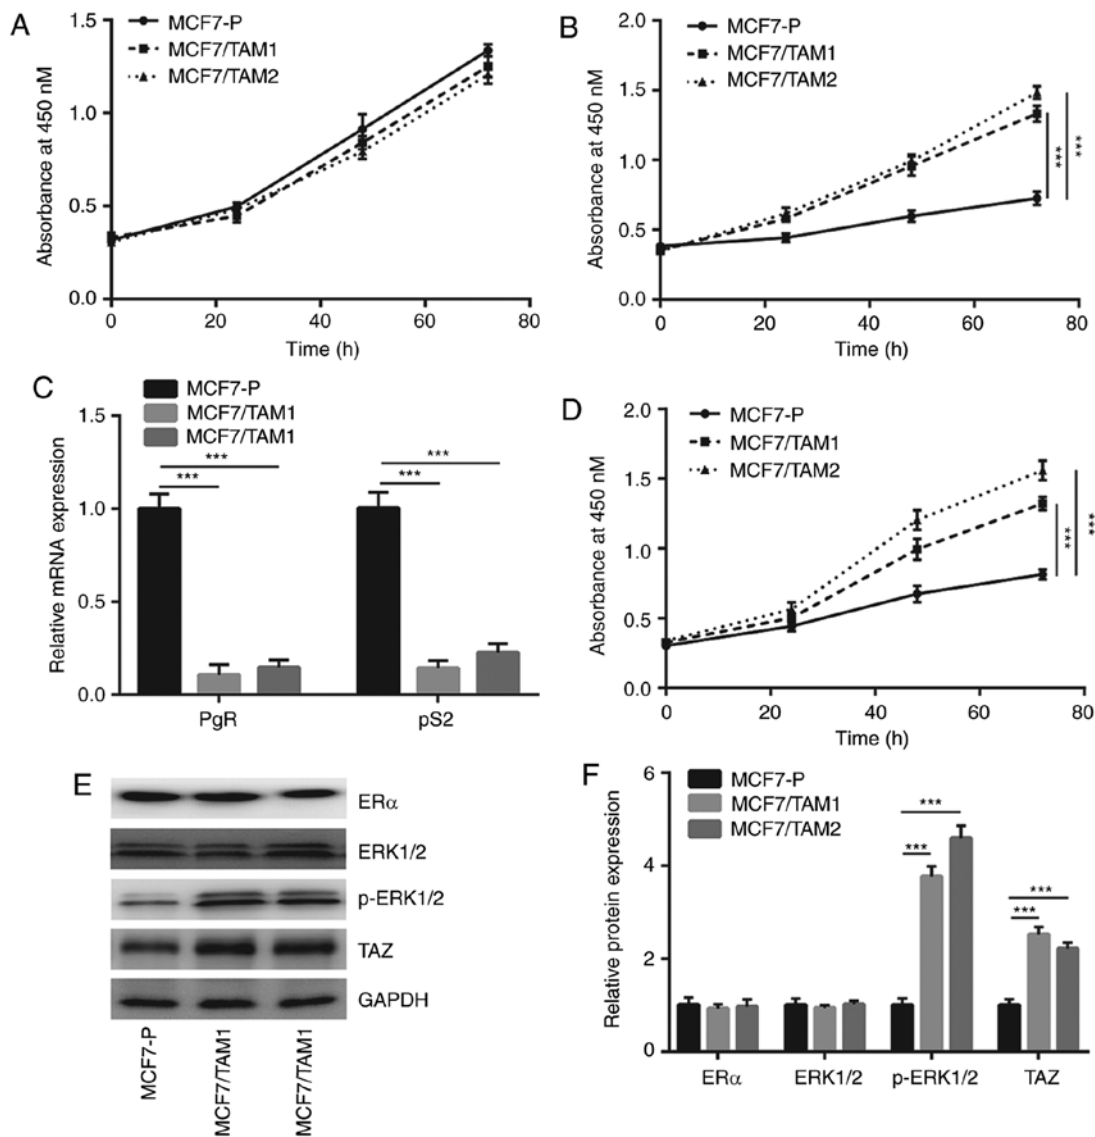 A
MCF7-P
MCF7/TAM1
MCF7/TAM2
Absorbance at 450 nM
1.5
1.0
0.5
0.0
0 20 40 60 80
Time (h)
B
MCF7-P
MCF7/TAM1
MCF7/TAM2
Absorbance at 450 nM
2.0
1.5
1.0
0.5
0.0
***
***
0 20 40 60 80
Time (h)
C
MCF7-P
MCF7/TAM1
MCF7/TAM1
Relative mRNA expression
1.5
1.0
0.5
0.0
***
***
***
***
PgR pS2
D
MCF7-P
MCF7/TAM1
MCF7/TAM2
Absorbance at 450 nM
2.0
1.5
1.0
0.5
0.0
***
***
0 20 40 60 80
Time (h)
E
ERα
ERK1/2
p-ERK1/2
TAZ
GAPDH
MCF7-P
MCF7/TAM1
MCF7/TAM1
F
MCF7-P
MCF7/TAM1
MCF7/TAM2
Relative protein expression
6
4
2
0
***
***
***
***
ERα ERK1/2 p-ERK1/2 TAZ